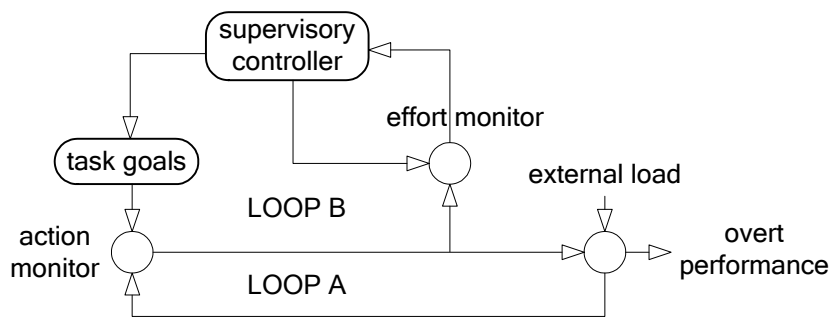 supervisory
controller
effort monitor
task goals
external load
LOOP B
action
monitor
overt
performance
LOOP A